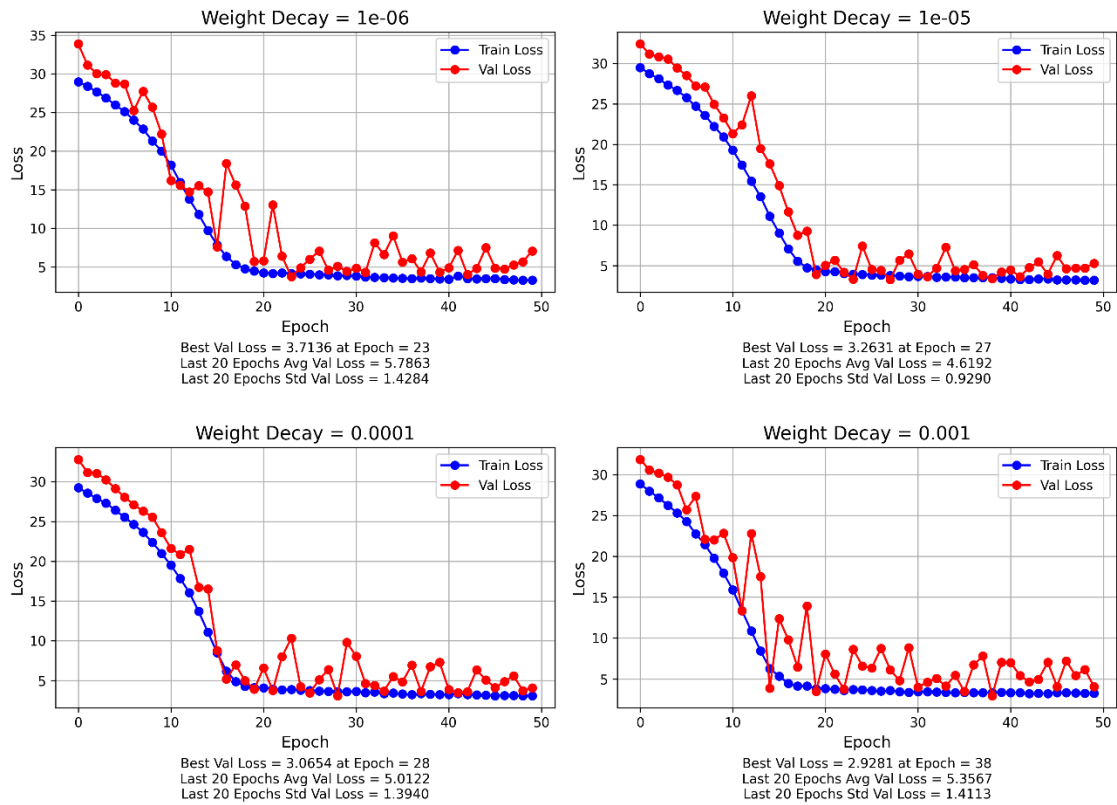 Weight Decay = 1e-06
35
30
25
20
15
10
5
Loss
Train Loss
Val Loss
0
10
20
30
40
50
Epoch
Best Val Loss = 3.7136 at Epoch = 23
Last 20 Epochs Avg Val Loss = 5.7863
Last 20 Epochs Std Val Loss = 1.4284
Weight Decay = 1e-05
30
25
20
15
10
5
Loss
Train Loss
Val Loss
0
10
20
30
40
50
Epoch
Best Val Loss = 3.2631 at Epoch = 27
Last 20 Epochs Avg Val Loss = 4.6192
Last 20 Epochs Std Val Loss = 0.9290
Weight Decay = 0.0001
30
25
20
15
10
5
Loss
Train Loss
Val Loss
0
10
20
30
40
50
Epoch
Best Val Loss = 3.0654 at Epoch = 28
Last 20 Epochs Avg Val Loss = 5.0122
Last 20 Epochs Std Val Loss = 1.3940
Weight Decay = 0.001
30
25
20
15
10
5
Loss
Train Loss
Val Loss
0
10
20
30
40
50
Epoch
Best Val Loss = 2.9281 at Epoch = 38
Last 20 Epochs Avg Val Loss = 5.3567
Last 20 Epochs Std Val Loss = 1.4113